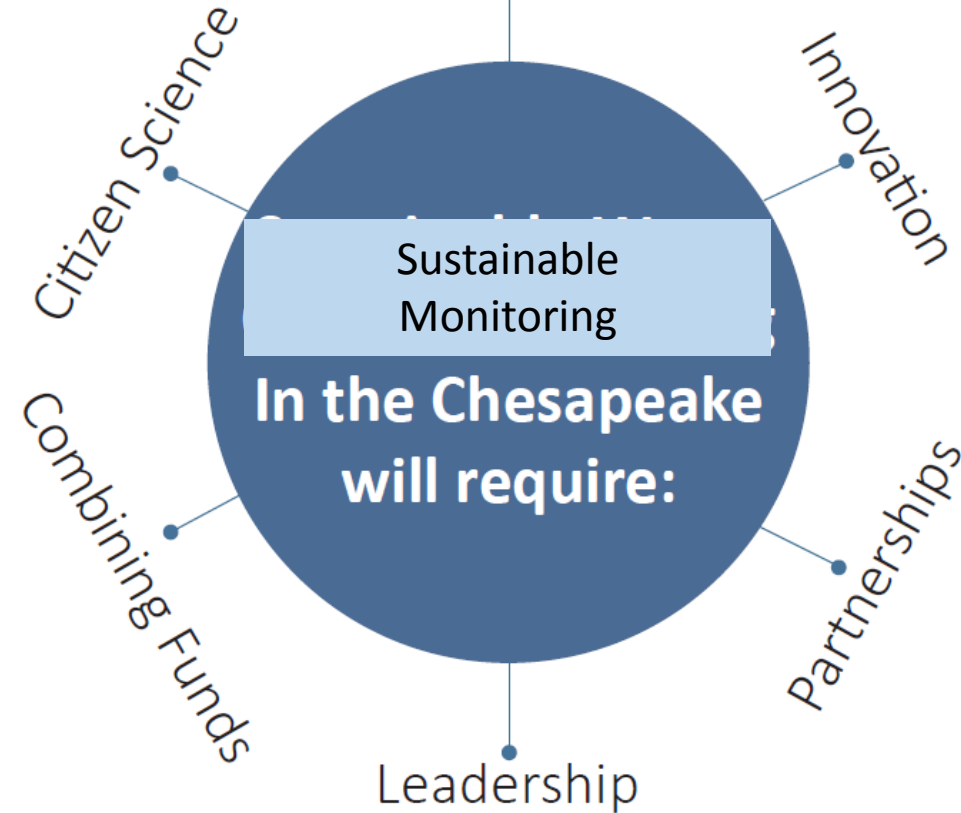 Citizen Science
Innovation
Sustainable
Monitoring
In the Chesapeake
will require:
Combining Funds
Partnerships
Leadership